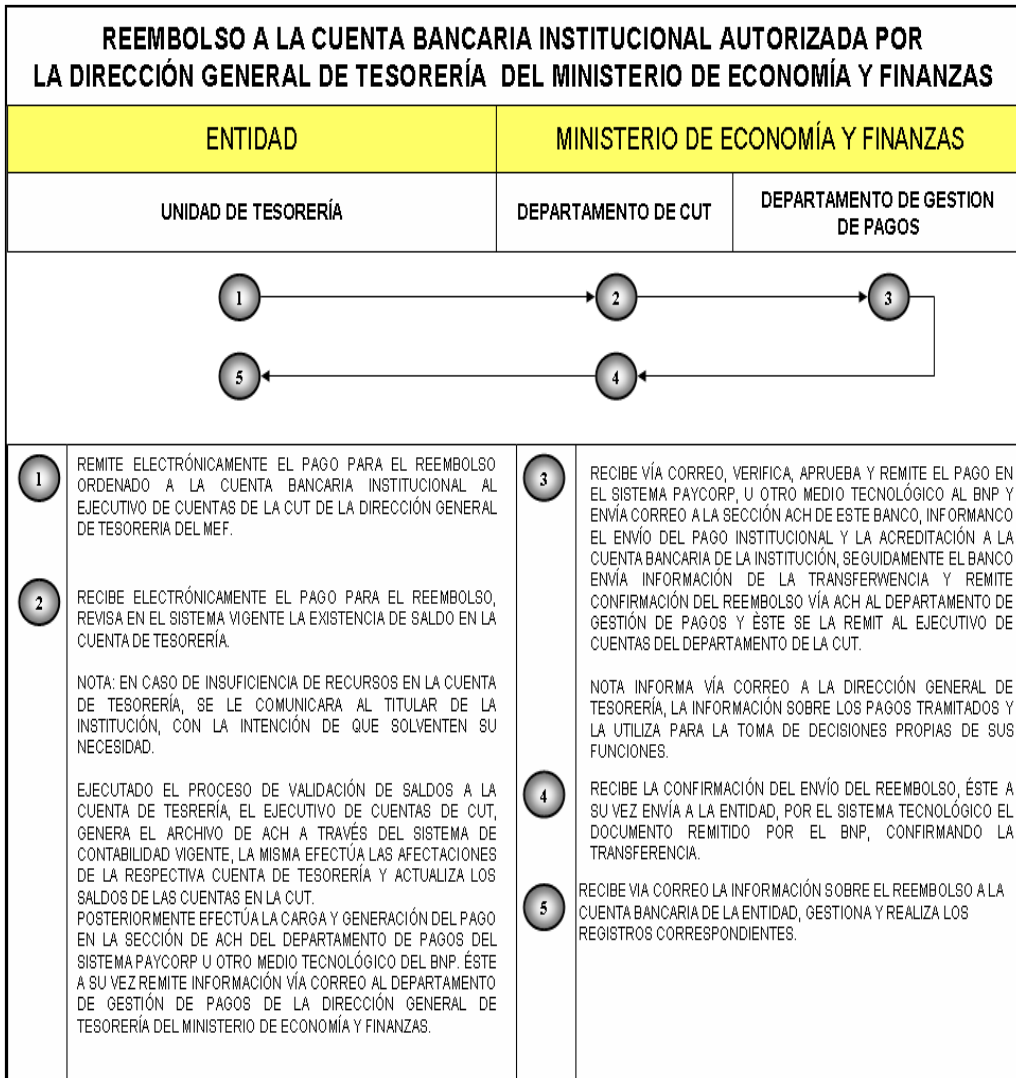 REEMBOLSO A LA CUENTA BANCARIA INSTITUCIONAL AUTORIZADA POR
LA DIRECCIÓN GENERAL DE TESORERÍA DEL MINISTERIO DE ECONOMÍA Y FINANZAS
ENTIDAD
MINISTERIO DE ECONOMÍA Y FINANZAS
UNIDAD DE TESORERÍA
DEPARTAMENTO DE CUT
DEPARTAMENTO DE GESTION
DE PAGOS
1
2
3
5
4
1
REMITE ELECTRÓNICAMENTE EL PAGO PARA EL REEMBOLSO
ORDENADO A LA CUENTA BANCARIA INSTITUCIONAL AL
EJECUTIVO DE CUENTAS DE LA CUT DE LA DIRECCIÓN GENERAL
DE TESORERIA DEL MEF.
2
RECIBE ELECTRÓNICAMENTE EL PAGO PARA EL REEMBOLSO,
REVISA EN EL SISTEMA VIGENTE LA EXISTENCIA DE SALDO EN LA
CUENTA DE TESORERÍA.
NOTA: EN CASO DE INSUFICIENCIA DE RECURSOS EN LA CUENTA
DE TESORERÍA, SE LE COMUNICARA AL TITULAR DE LA
INSTITUCIÓN, CON LA INTENCIÓN DE QUE SOLVENTEN SU
NECESIDAD.
EJECUTADO EL PROCESO DE VALIDACIÓN DE SALDOS A LA
CUENTA DE TESRERÍA, EL EJECUTIVO DE CUENTAS DE CUT,
GENERA EL ARCHIVO DE ACH A TRAVÉS DEL SISTEMA DE
CONTABILIDAD VIGENTE, LA MISMA EFECTÚA LAS AFECTACIONES
DE LA RESPECTIVA CUENTA DE TESORERÍA Y ACTUALIZA LOS
SALDOS DE LAS CUENTAS EN LA CUT.
POSTERIORMENTE EFECTÚA LA CARGA Y GENERACIÓN DEL PAGO
EN LA SECCIÓN DE ACH DEL DEPARTAMENTO DE PAGOS DEL
SISTEMA PAYCORP U OTRO MEDIO TECNOLÓGICO DEL BNP. ÉSTE
A SU VEZ REMITE INFORMACIÓN VÍA CORREO AL DEPARTAMENTO
DE GESTIÓN DE PAGOS DE LA DIRECCIÓN GENERAL DE
TESORERÍA DEL MINISTERIO DE ECONOMÍA Y FINANZAS.
3
RECIBE VÍA CORREO, VERIFICA, APRUEBA Y REMITE EL PAGO EN
EL SISTEMA PAYCORP, U OTRO MEDIO TECNOLÓGICO AL BNP Y
ENVÍA CORREO A LA SECCIÓN ACH DE ESTE BANCO, INFORMANCO
EL ENVÍO DEL PAGO INSTITUCIONAL Y LA ACREDITACIÓN A LA
CUENTA BANCARIA DE LA INSTITUCIÓN, SEGUIDAMENTE EL BANCO
ENVÍA INFORMACIÓN DE LA TRANSFERWENCIA Y REMITE
CONFIRMACIÓN DEL REEMBOLSO VÍA ACH AL DEPARTAMENTO DE
GESTIÓN DE PAGOS Y ÈSTE SE LA REMIT AL EJECUTIVO DE
CUENTAS DEL DEPARTAMENTO DE LA CUT.
NOTA INFORMA VÍA CORREO A LA DIRECCIÓN GENERAL DE
TESORERÍA, LA INFORMACIÓN SOBRE LOS PAGOS TRAMITADOS Y
LA UTILIZA PARA LA TOMA DE DECISIONES PROPIAS DE SUS
FUNCIONES.
4
RECIBE LA CONFIRMACIÓN DEL ENVÍO DEL REEMBOLSO, ÉSTE A
SU VEZ ENVÍA A LA ENTIDAD, POR EL SISTEMA TECNOLÓGICO EL
DOCUMENTO REMITIDO POR EL BNP, CONFIRMANDO LA
TRANSFERENCIA.
5
RECIBE VIA CORREO LA INFORMACIÓN SOBRE EL REEMBOLSO A LA
CUENTA BANCARIA DE LA ENTIDAD, GESTIONA Y REALIZA LOS
REGISTROS CORRESPONDIENTES.